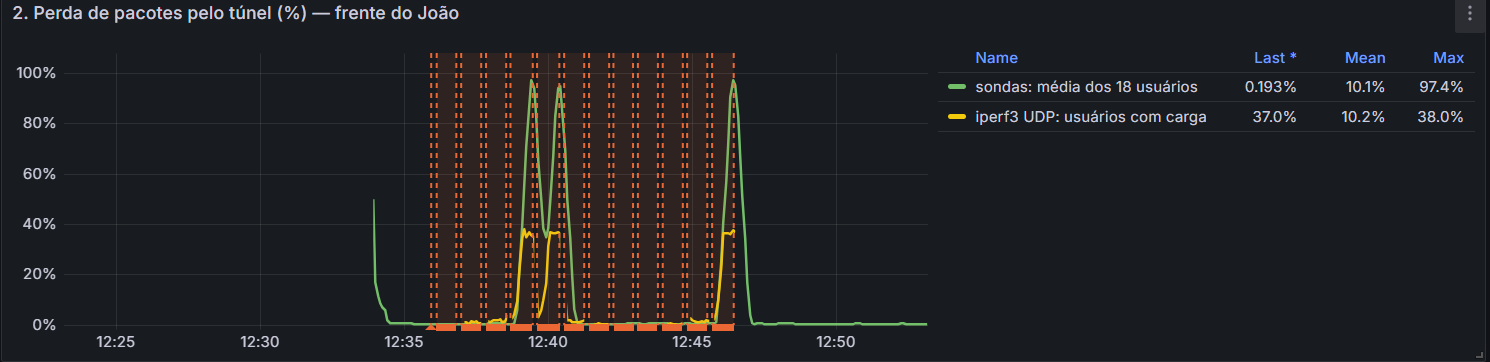 2. Perda de pacotes pelo túnel (%) — frente do João
Name Last * Mean Max
sondas: média dos 18 usuários 0.193% 10.1% 97.4%
iperf3 UDP: usuários com carga 37.0% 10.2% 38.0%
100%
80%
60%
40%
20%
0%
12:25 12:30 12:35 12:40 12:45 12:50